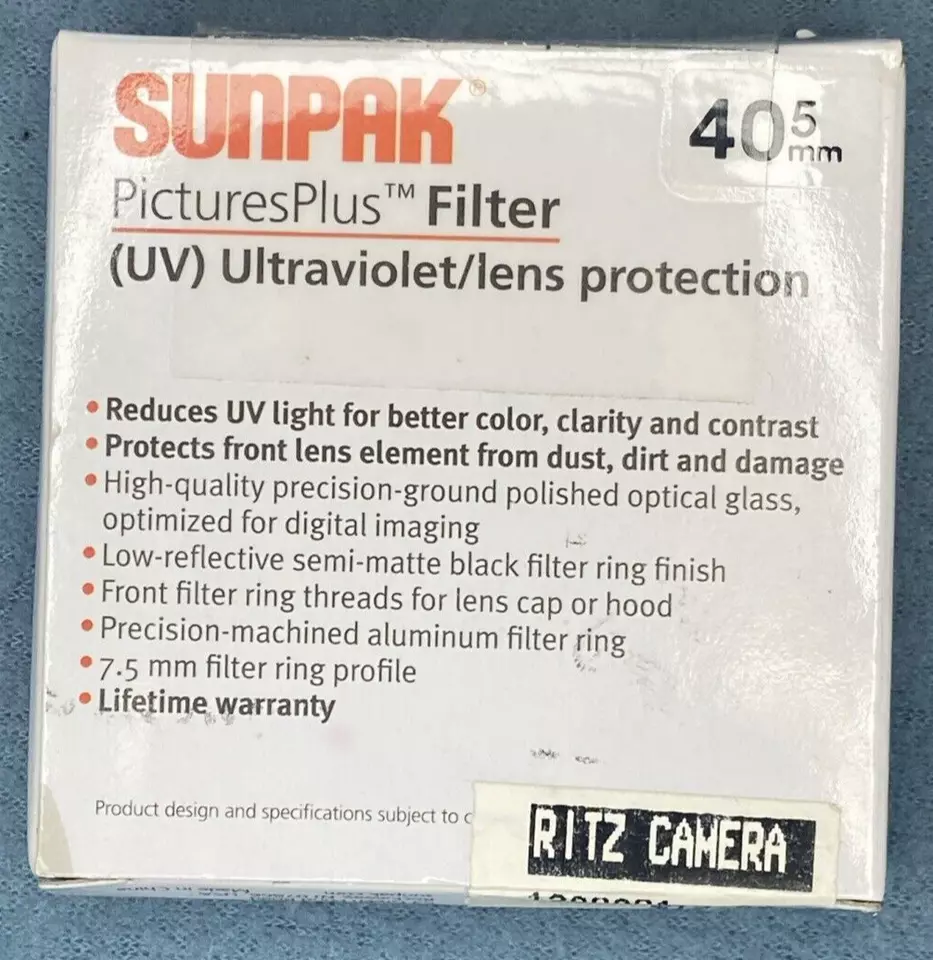 SUNPAK®
40.5 mm
PicturesPlus™ Filter
(UV) Ultraviolet/lens protection
• Reduces UV light for better color, clarity and contrast
• Protects front lens element from dust, dirt and damage
• High-quality precision-ground polished optical glass,
optimized for digital imaging
• Low-reflective semi-matte black filter ring finish
• Front filter ring threads for lens cap or hood
• Precision-machined aluminum filter ring
• 7.5 mm filter ring profile
• Lifetime warranty
Product design and specifications subject to
RITZ CAMERA